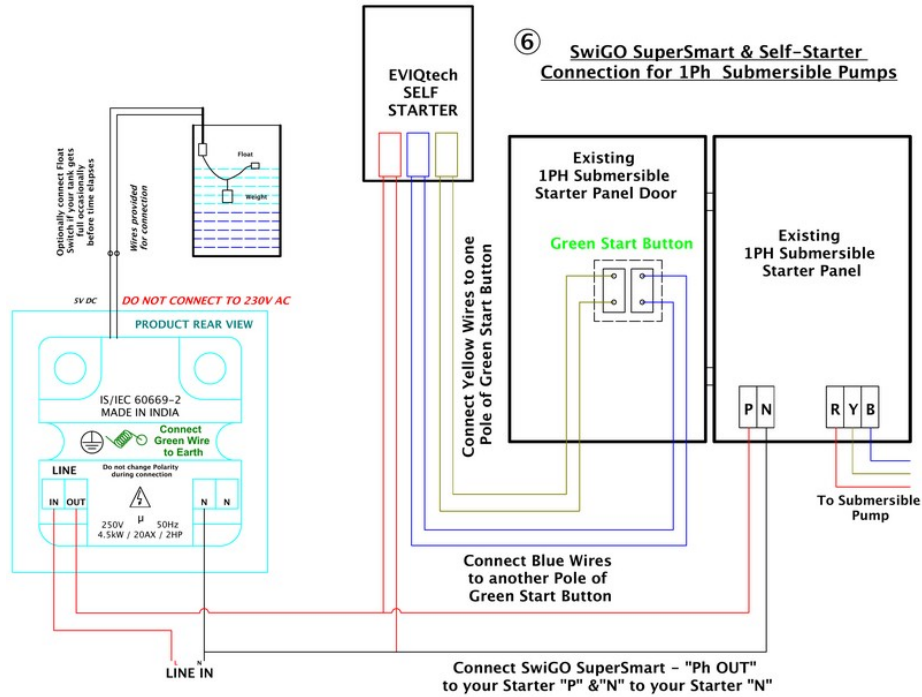 ⑥
SwiGO SuperSmart & Self-Starter
Connection for 1Ph Submersible Pumps
EVIQtech
SELF
STARTER
Optionally connect Float
Switch if your tank gets
full occasionally
before time elapses
Wires provided
for connection
Float
Weight
5V DC
DO NOT CONNECT TO 230V AC
PRODUCT REAR VIEW
IS/IEC 60669-2
MADE IN INDIA
Connect
Green Wire
to Earth
LINE
Do not change Polarity
during connection
IN
OUT
N
N
µ
250V 50Hz
4.5kW / 20AX / 2HP
Connect Yellow Wires to one
Pole of Green Start Button
Existing
1PH Submersible
Starter Panel Door
Green Start Button
Existing
1PH Submersible
Starter Panel
P N
R Y B
To Submersible
Pump
Connect Blue Wires
to another Pole of
Green Start Button
L
N
LINE IN
Connect SwiGO SuperSmart - "Ph OUT"
to your Starter "P" &"N" to your Starter "N"